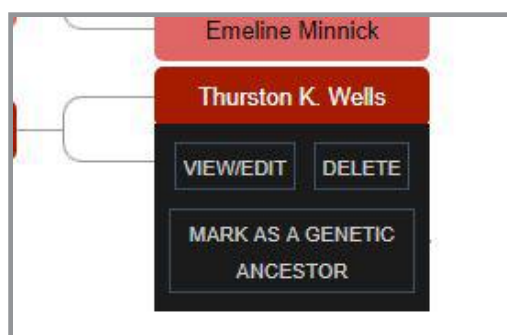 Emeline Minnick
Thurston K. Wells
VIEW/EDIT DELETE
MARK AS A GENETIC
ANCESTOR